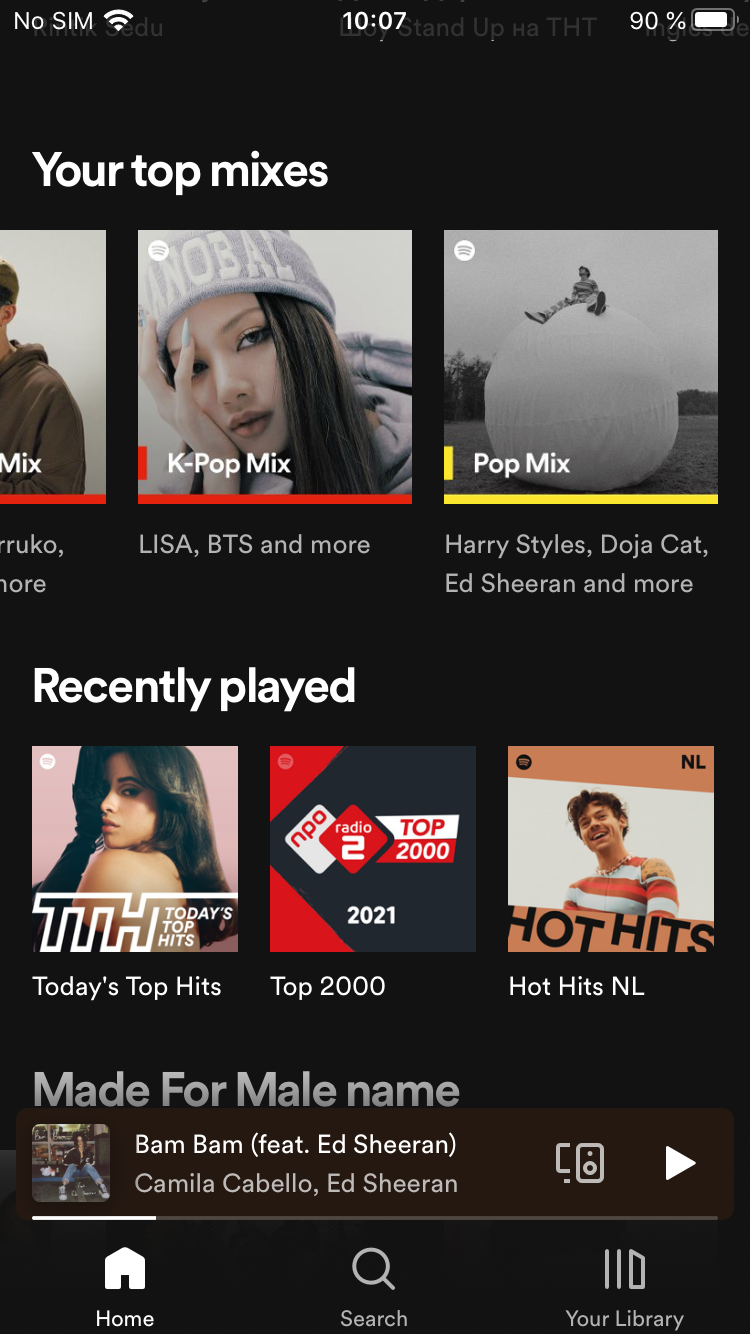 No SIM 10:07 90 %
Rintik Sedu Шоу Stand Up на ТНТ Inglés de
Your top mixes
ANOBAL
Mix K-Pop Mix Pop Mix
rruko, LISA, BTS and more Harry Styles, Doja Cat,
nore Ed Sheeran and more
Recently played
NL
npo radio 2 TOP 2000
2021
TTH TODAY'S TOP HITS
HOT HITS
Today's Top Hits Top 2000 Hot Hits NL
Made For Male name
Bam Bam (feat. Ed Sheeran)
Camila Cabello, Ed Sheeran
Home Search Your Library